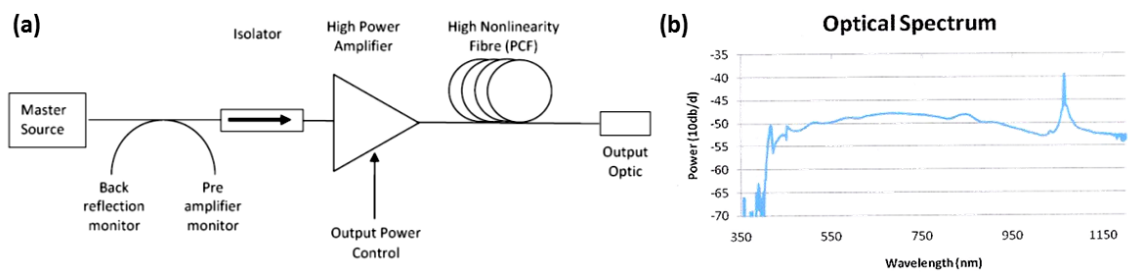 (a)
Master
Source
Back
reflection
monitor
Pre
amplifier
monitor
Isolator
High Power
Amplifier
Output Power
Control
High Nonlinearity
Fibre (PCF)
Output
Optic
(b)
Optical Spectrum
Power (10db/d)
-35
-40
-45
-50
-55
-60
-65
-70
350
550
750
950
1150
Wavelength (nm)